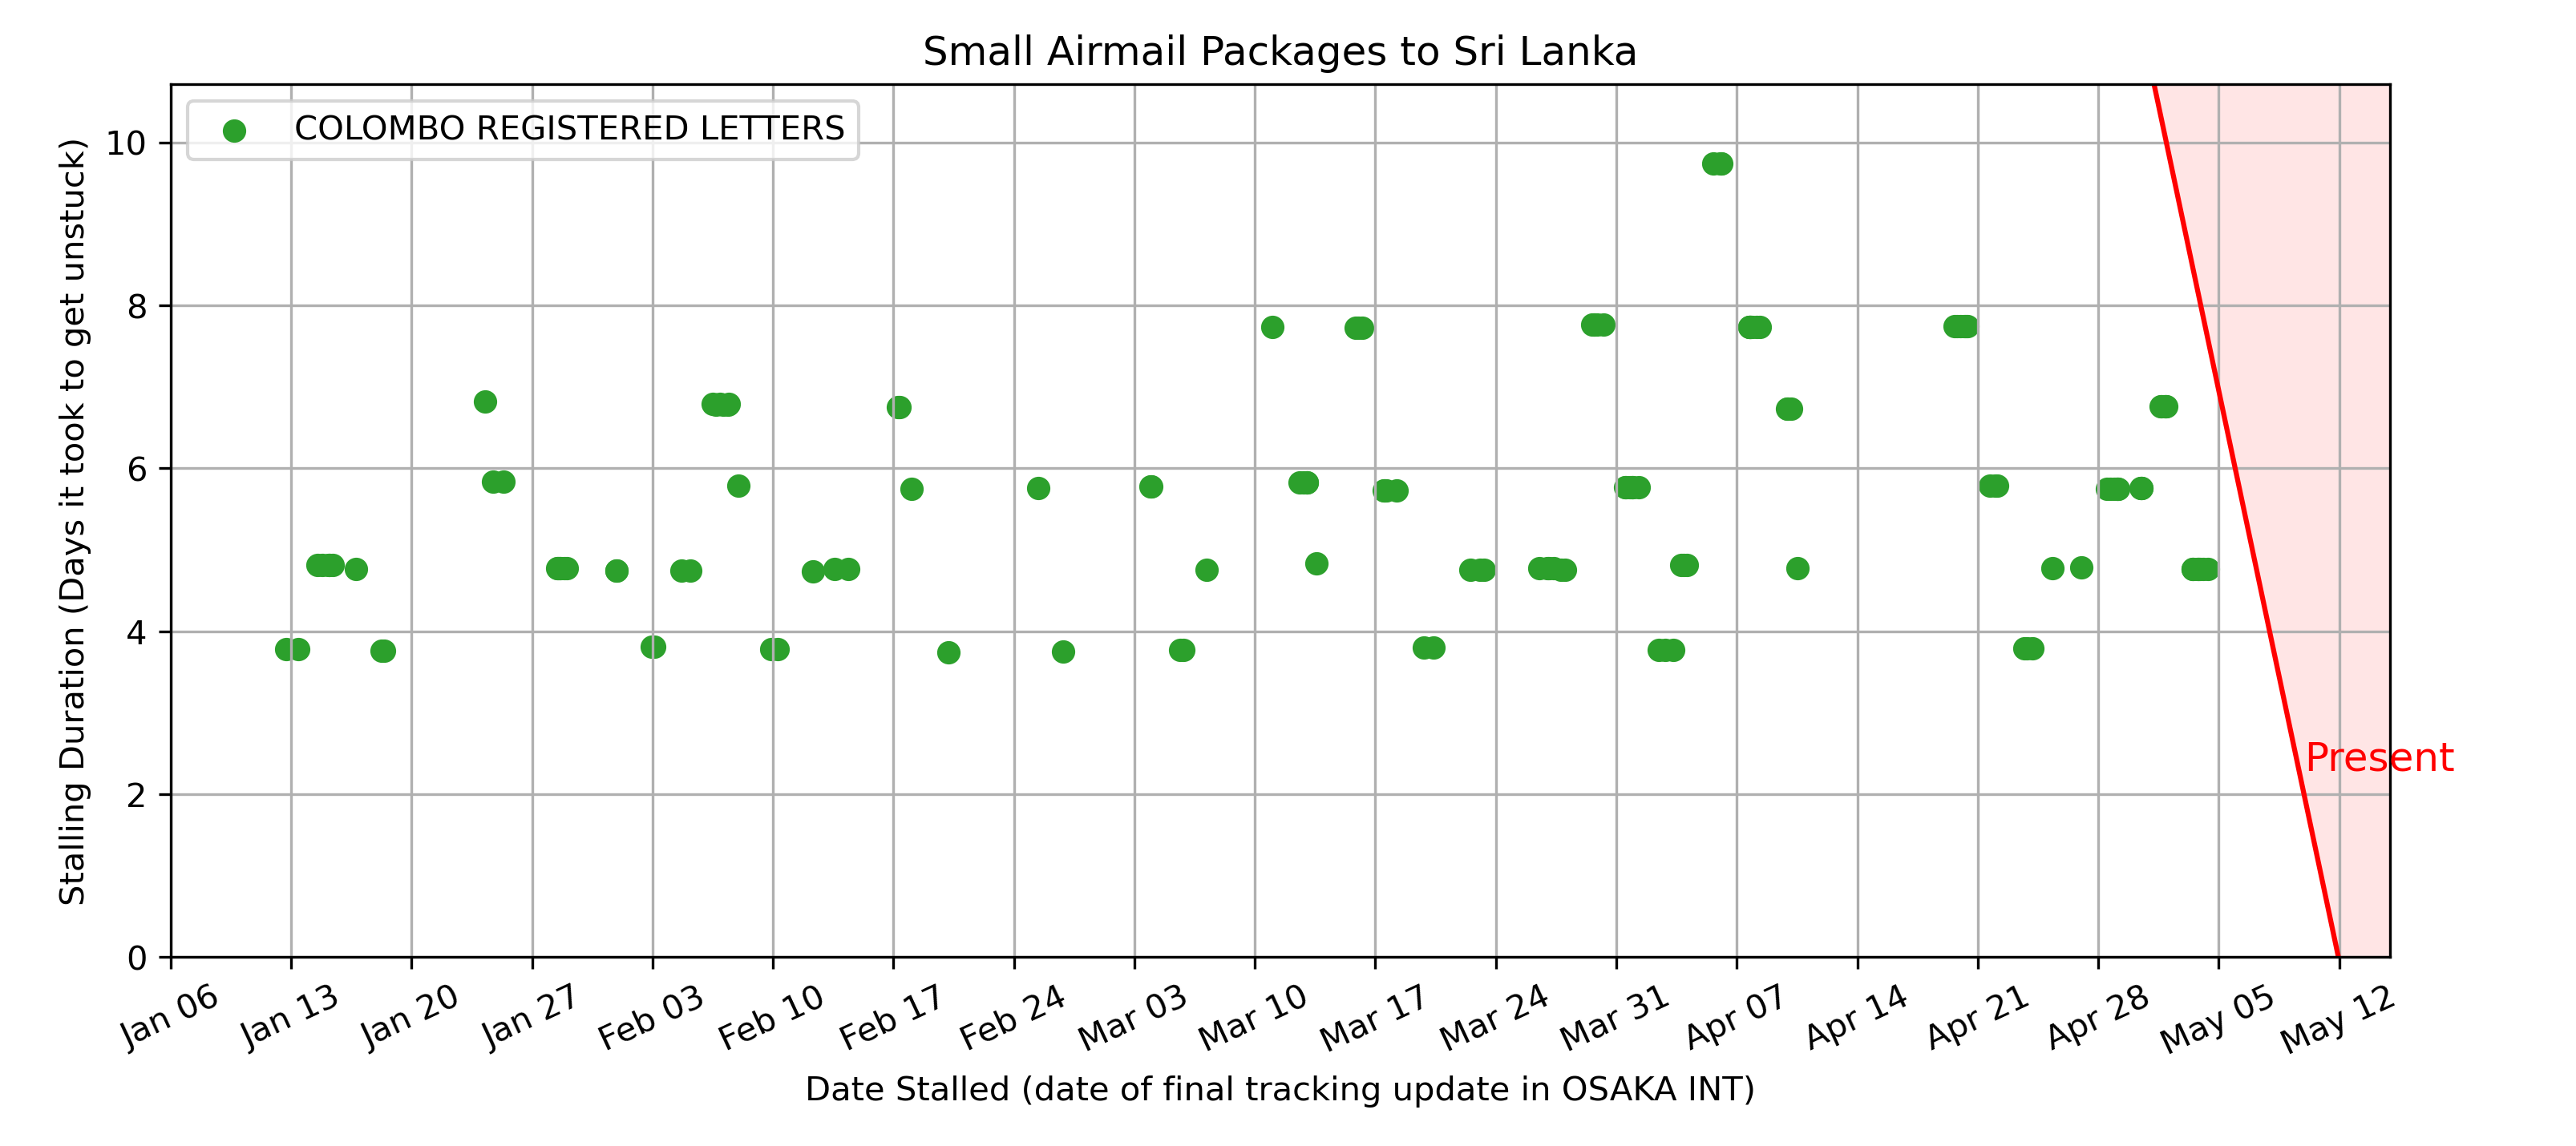 Small Airmail Packages to Sri Lanka
COLOMBO REGISTERED LETTERS
Stalling Duration (Days it took to get unstuck)
10
8
6
4
2
0
Present
Jan 06 Jan 13 Jan 20 Jan 27 Feb 03 Feb 10 Feb 17 Feb 24 Mar 03 Mar 10 Mar 17 Mar 24 Mar 31 Apr 07 Apr 14 Apr 21 Apr 28 May 05 May 12
Date Stalled (date of final tracking update in OSAKA INT)